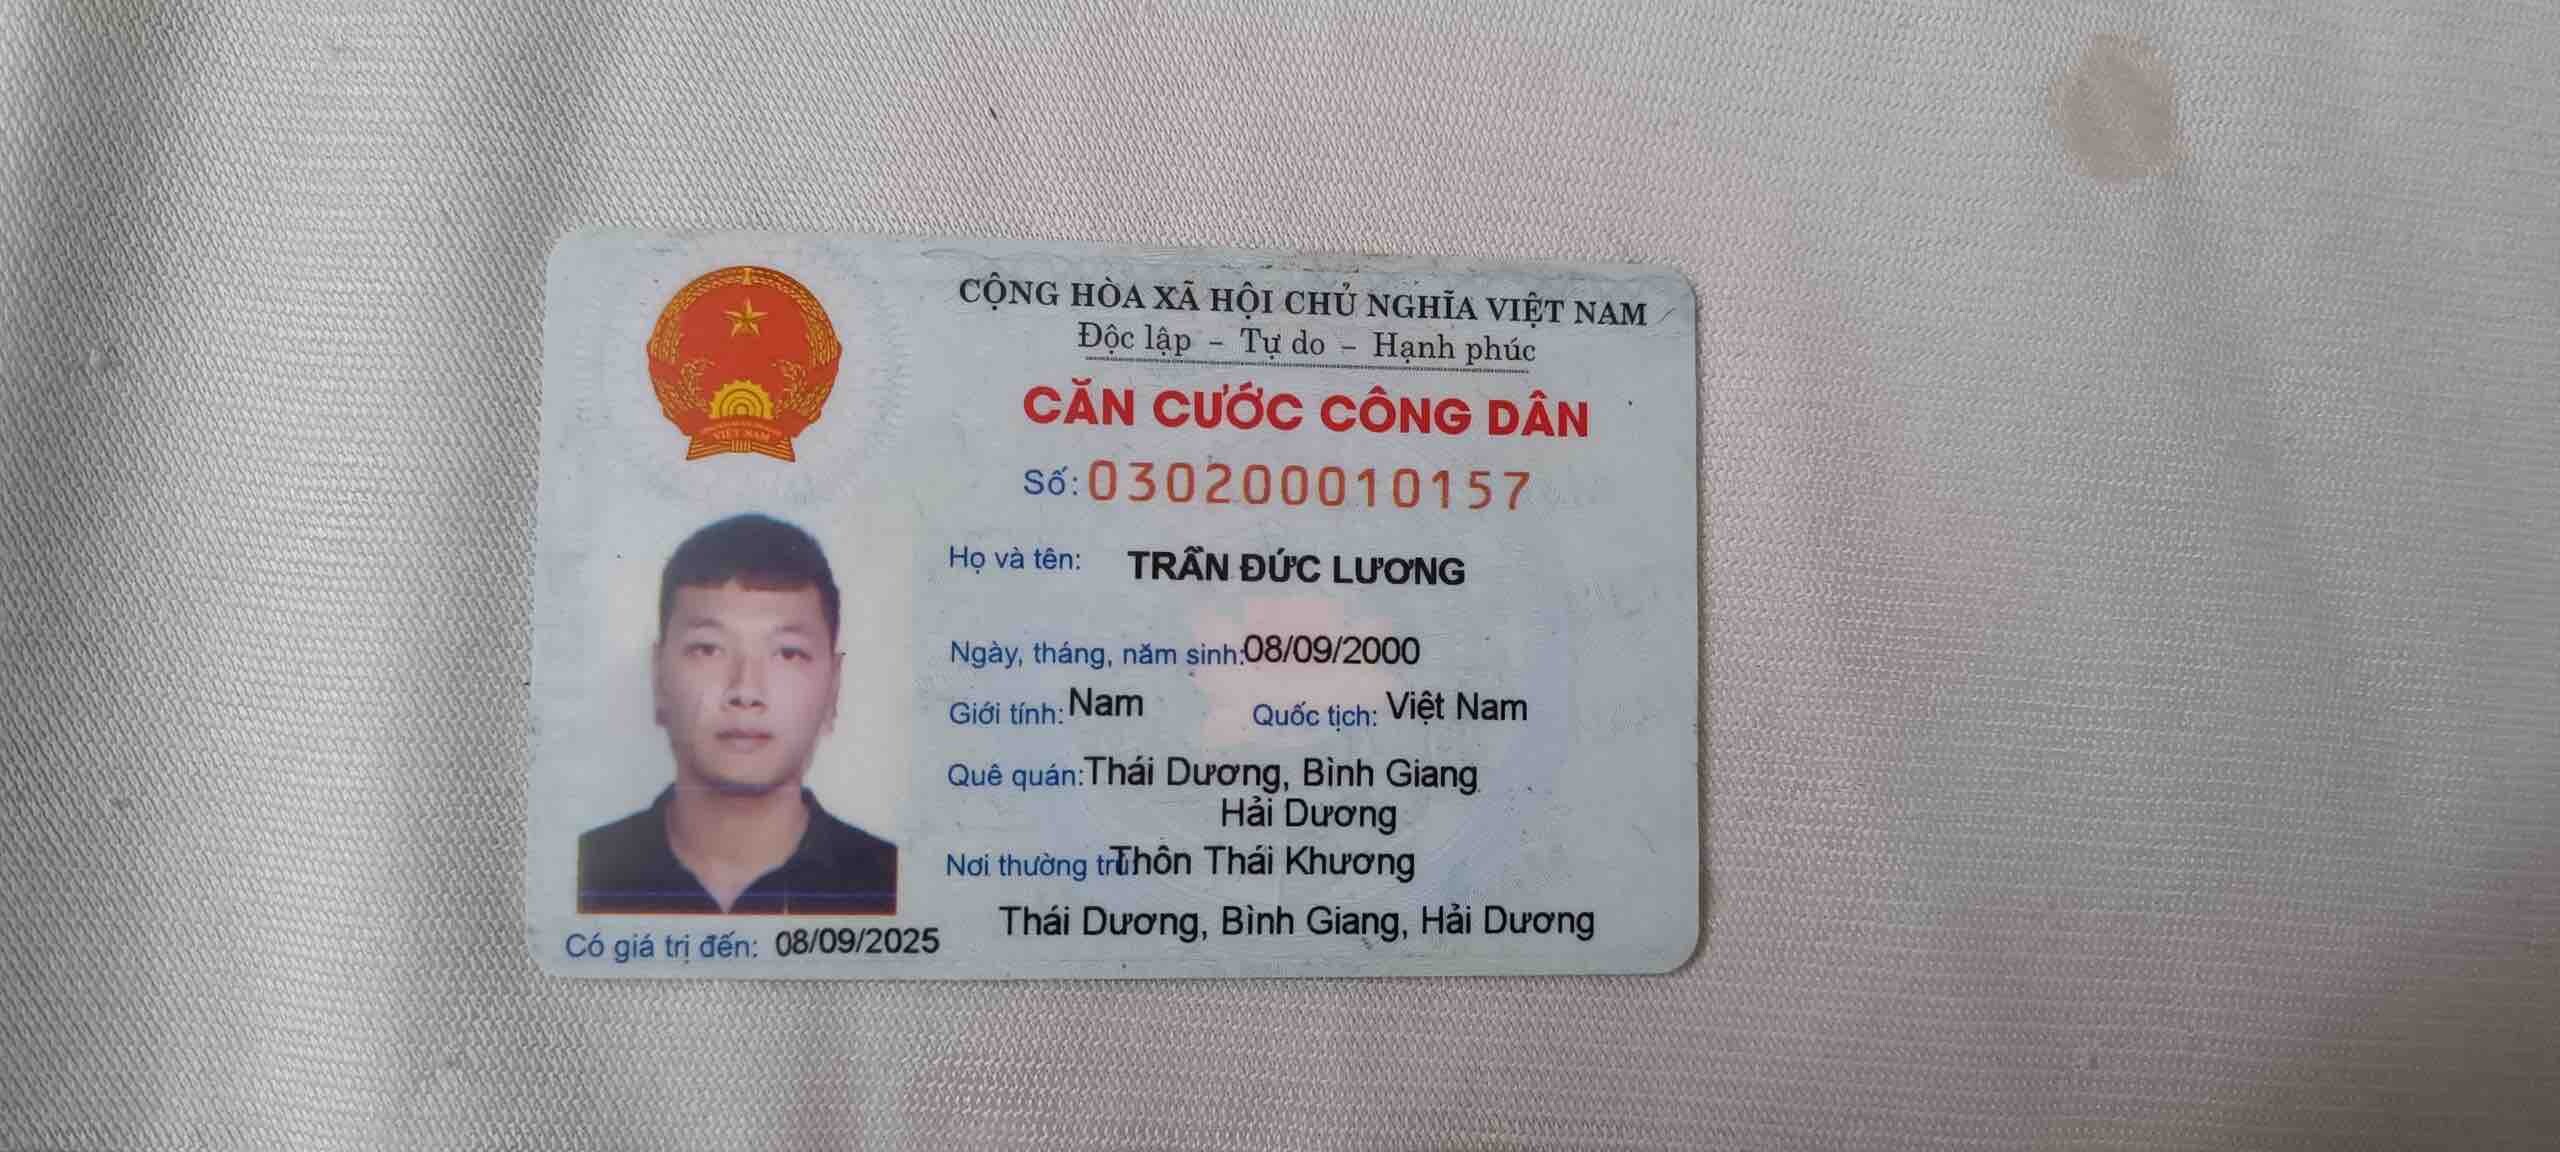 CỘNG HÒA XÃ HỘI CHỦ NGHĨA VIỆT NAM
Độc lập - Tự do - Hạnh phúc
CĂN CƯỚC CÔNG DÂN
Số: 030200010157
Họ và tên: TRẦN ĐỨC LƯƠNG
Ngày, tháng, năm sinh: 08/09/2000
Giới tính: Nam Quốc tịch: Việt Nam
Quê quán: Thái Dương, Bình Giang
Hải Dương
Nơi thường trú: Thôn Thái Khương
Thái Dương, Bình Giang, Hải Dương
Có giá trị đến: 08/09/2025
VIỆT NAM